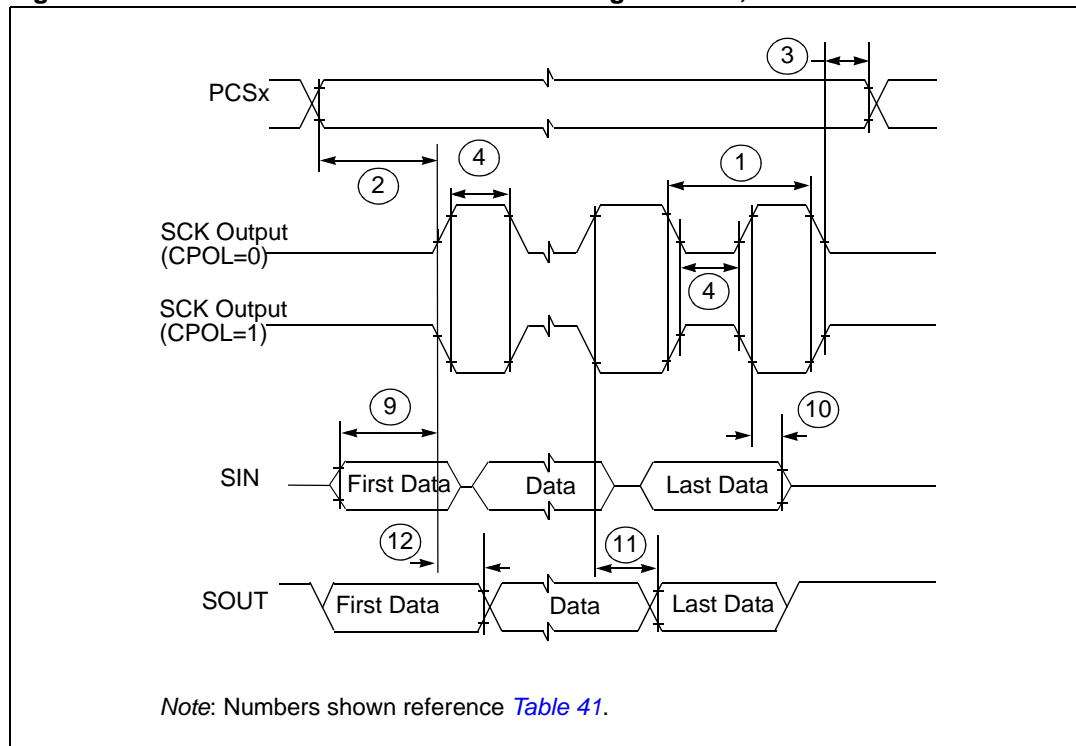 3
PCSx
2
4
1
SCK Output
(CPOL=0)
4
SCK Output
(CPOL=1)
9
10
SIN
First Data
Data
Last Data
12
11
SOUT
First Data
Data
Last Data
Note: Numbers shown reference Table 41.